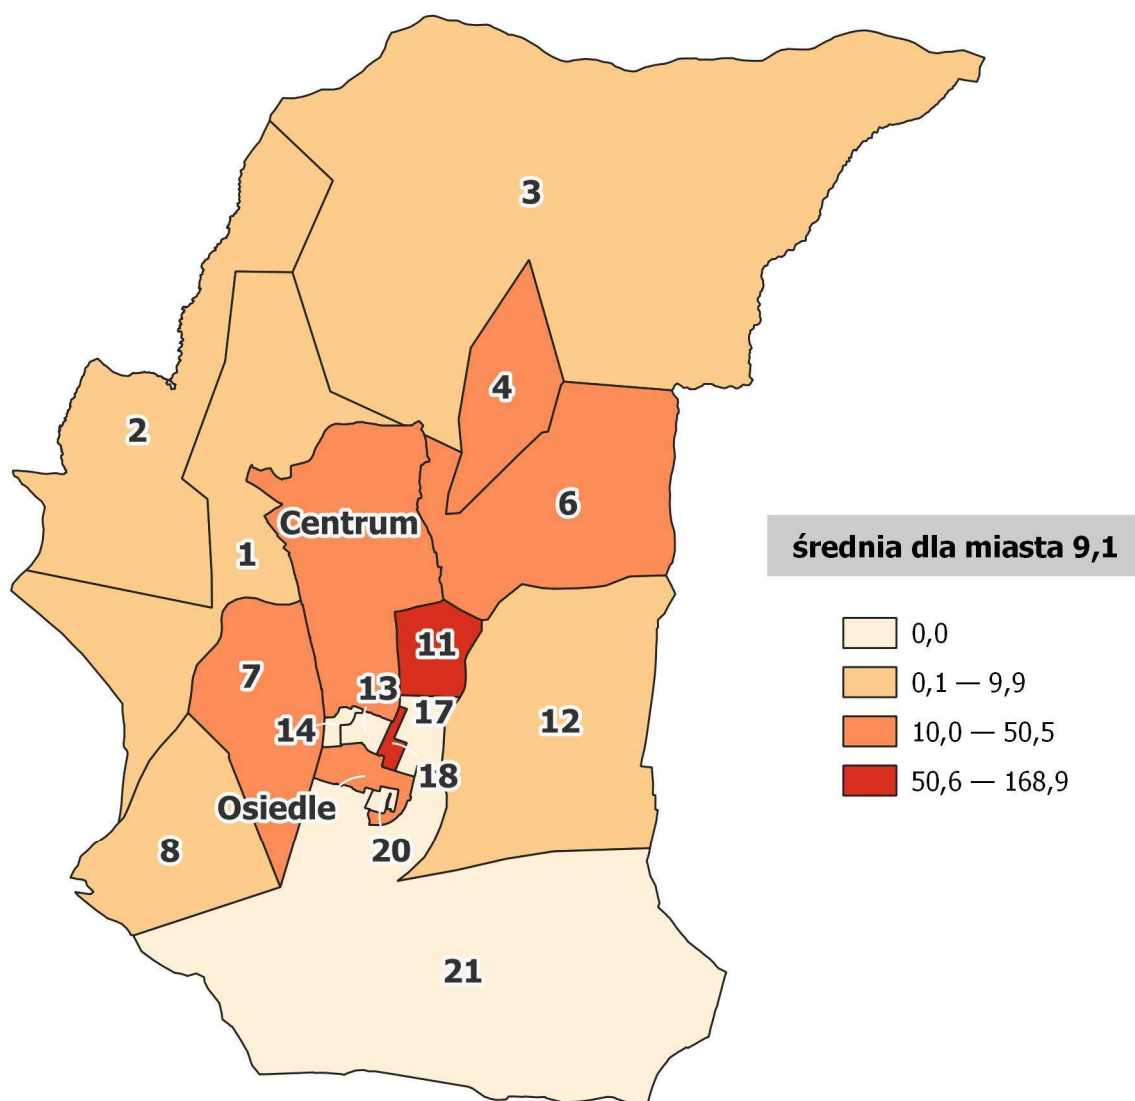 3
4
2
6
Centrum
1
średnia dla miasta 9,1
0,0
0,1 — 9,9
10,0 — 50,5
50,6 — 168,9
11
7
13
17
12
14
18
Osiedle
8
20
21